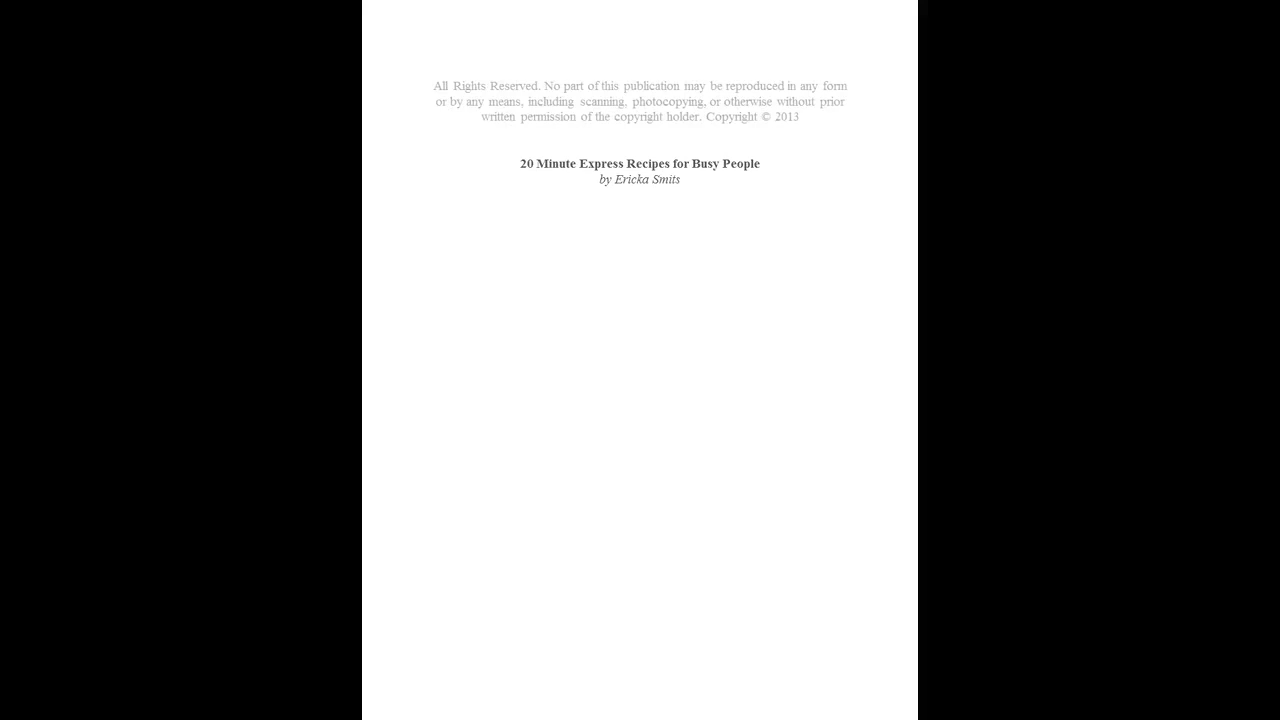 All Rights Reserved. No part of this publication may be reproduced in any form
or by any means, including scanning, photocopying, or otherwise without prior
written permission of the copyright holder. Copyright © 2013
20 Minute Express Recipes for Busy People
by Ericka Smits